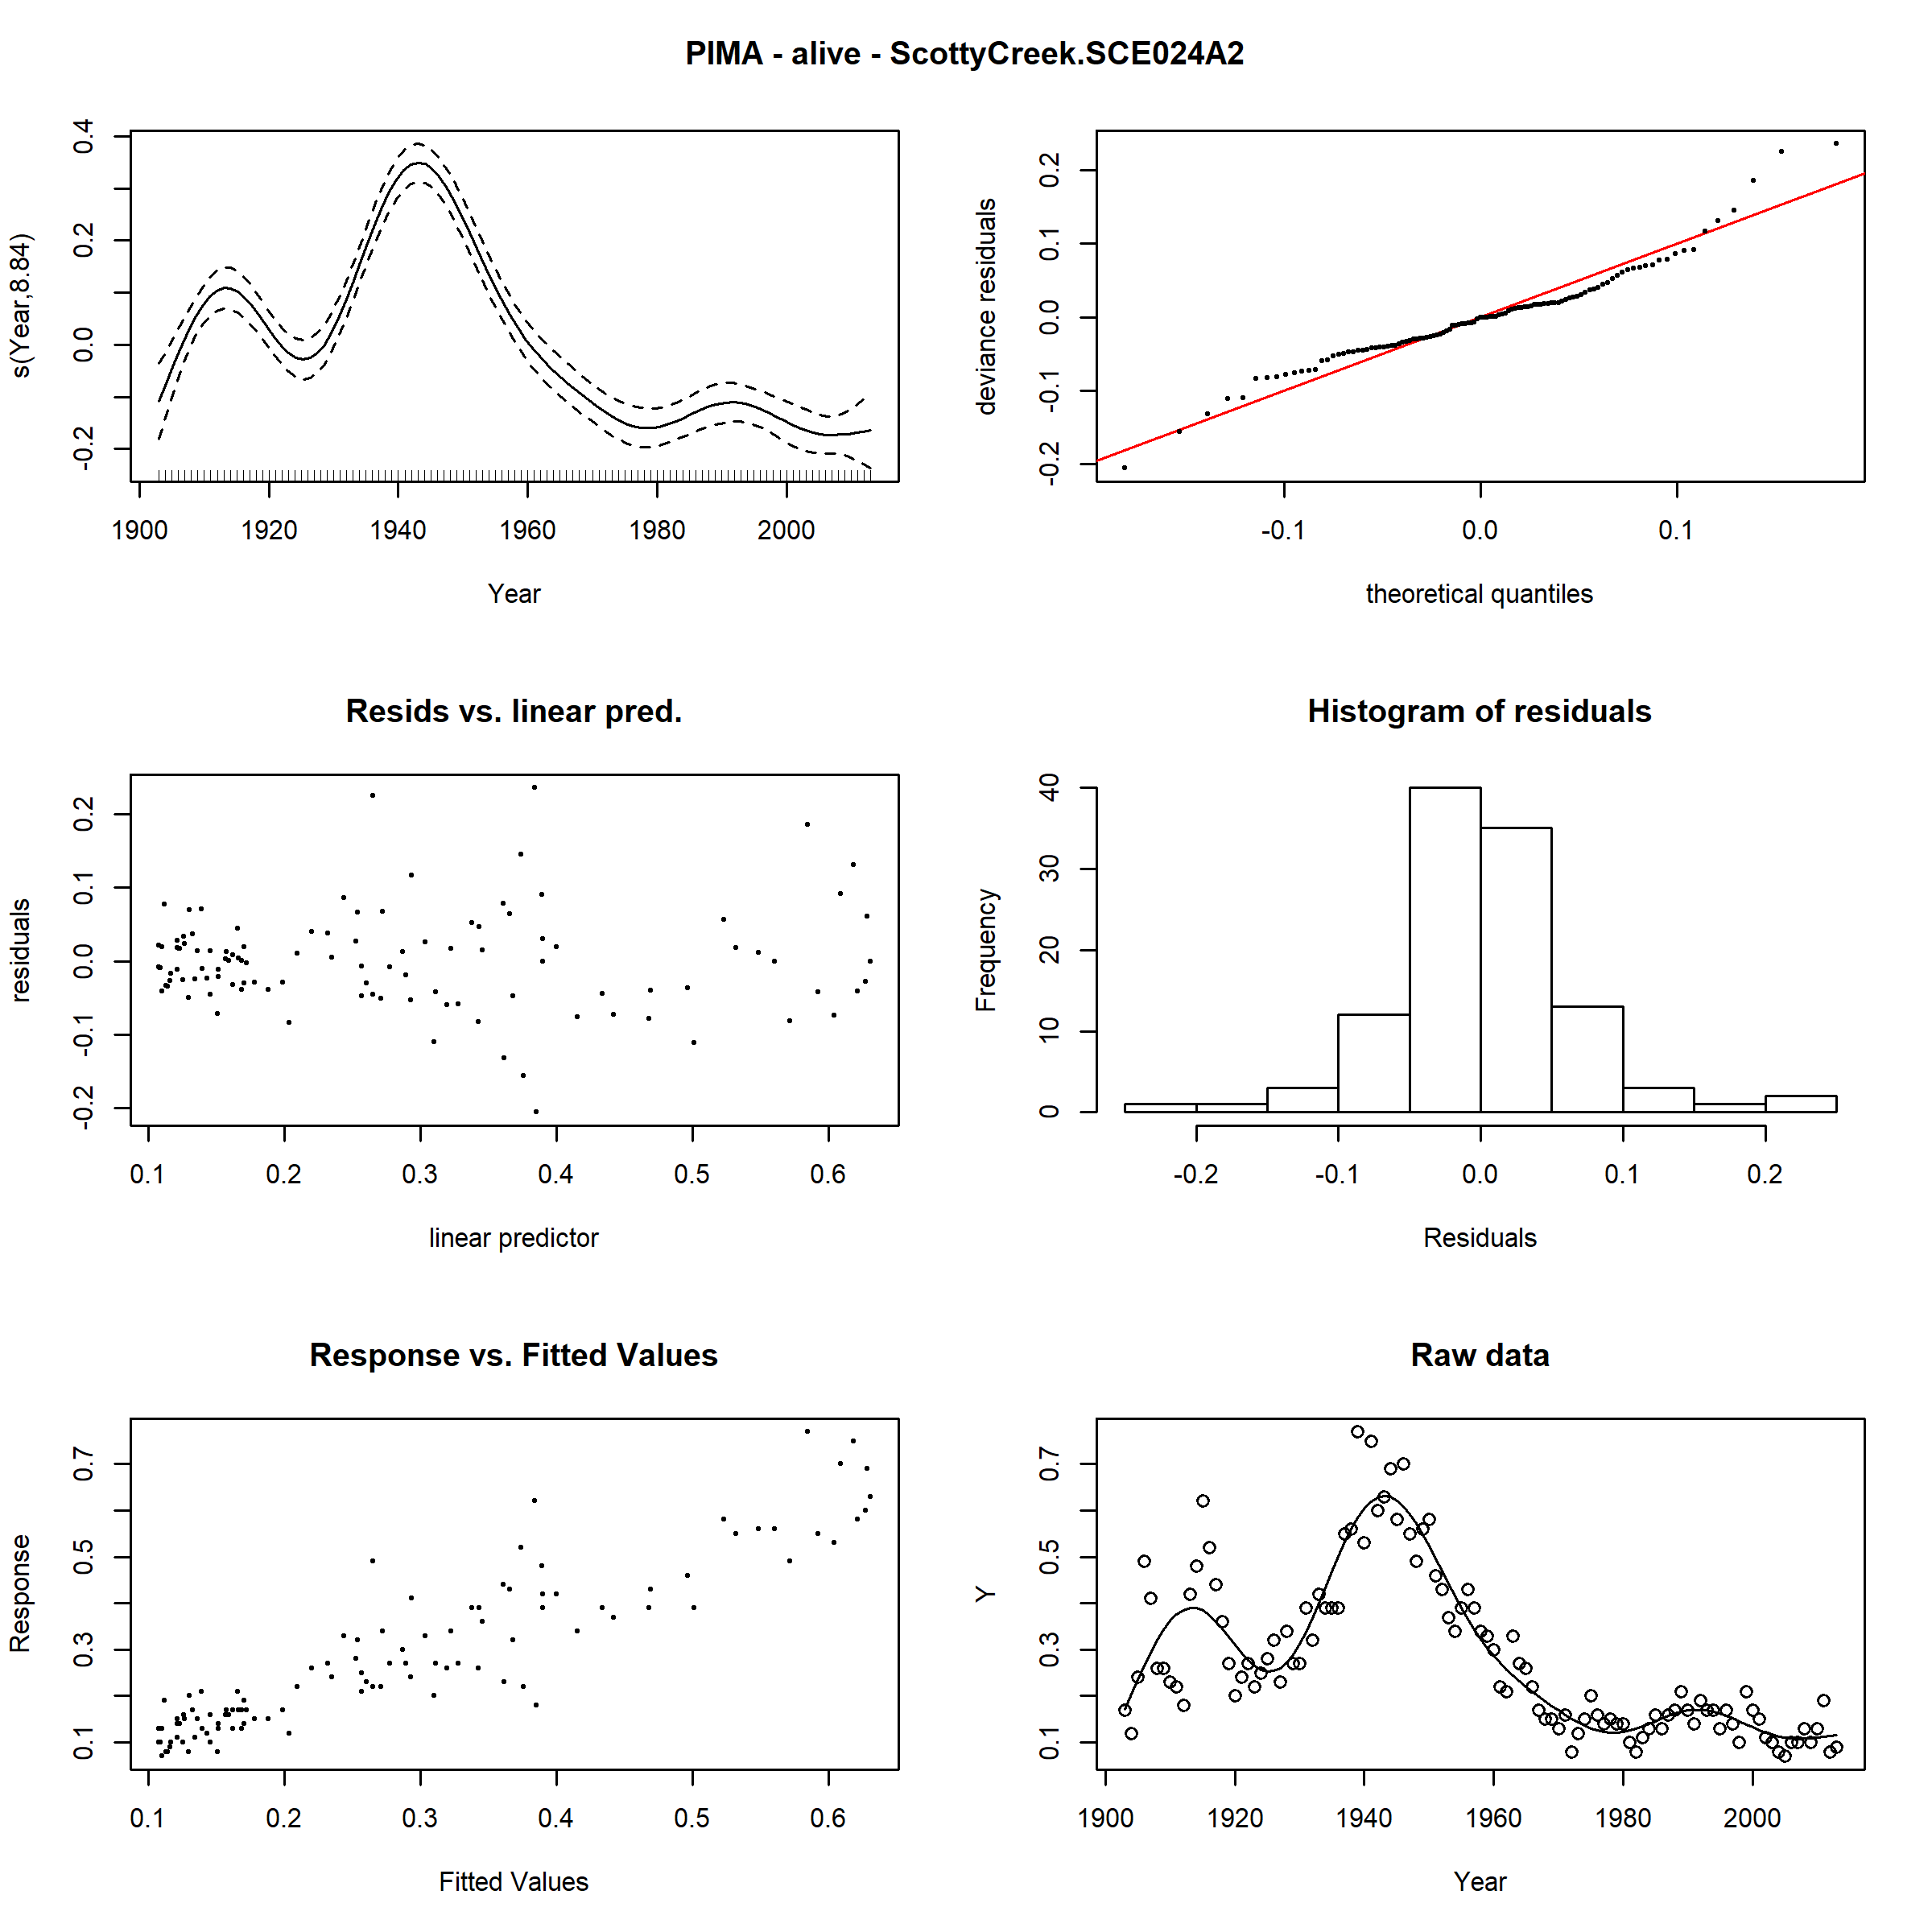 PIMA - alive - ScottyCreek.SCE024A2
s(Year,8.84)
-0.2 0.0 0.2 0.4
1900 1920 1940 1960 1980 2000
Year
deviance residuals
-0.2 -0.1 0.0 0.1 0.2
-0.1 0.0 0.1
theoretical quantiles
Resids vs. linear pred.
residuals
-0.2 -0.1 0.0 0.1 0.2
0.1 0.2 0.3 0.4 0.5 0.6
linear predictor
Histogram of residuals
Frequency
0 10 20 30 40
-0.2 -0.1 0.0 0.1 0.2
Residuals
Response vs. Fitted Values
Response
0.1 0.3 0.5 0.7
0.1 0.2 0.3 0.4 0.5 0.6
Fitted Values
Raw data
Y
0.1 0.3 0.5 0.7
1900 1920 1940 1960 1980 2000
Year